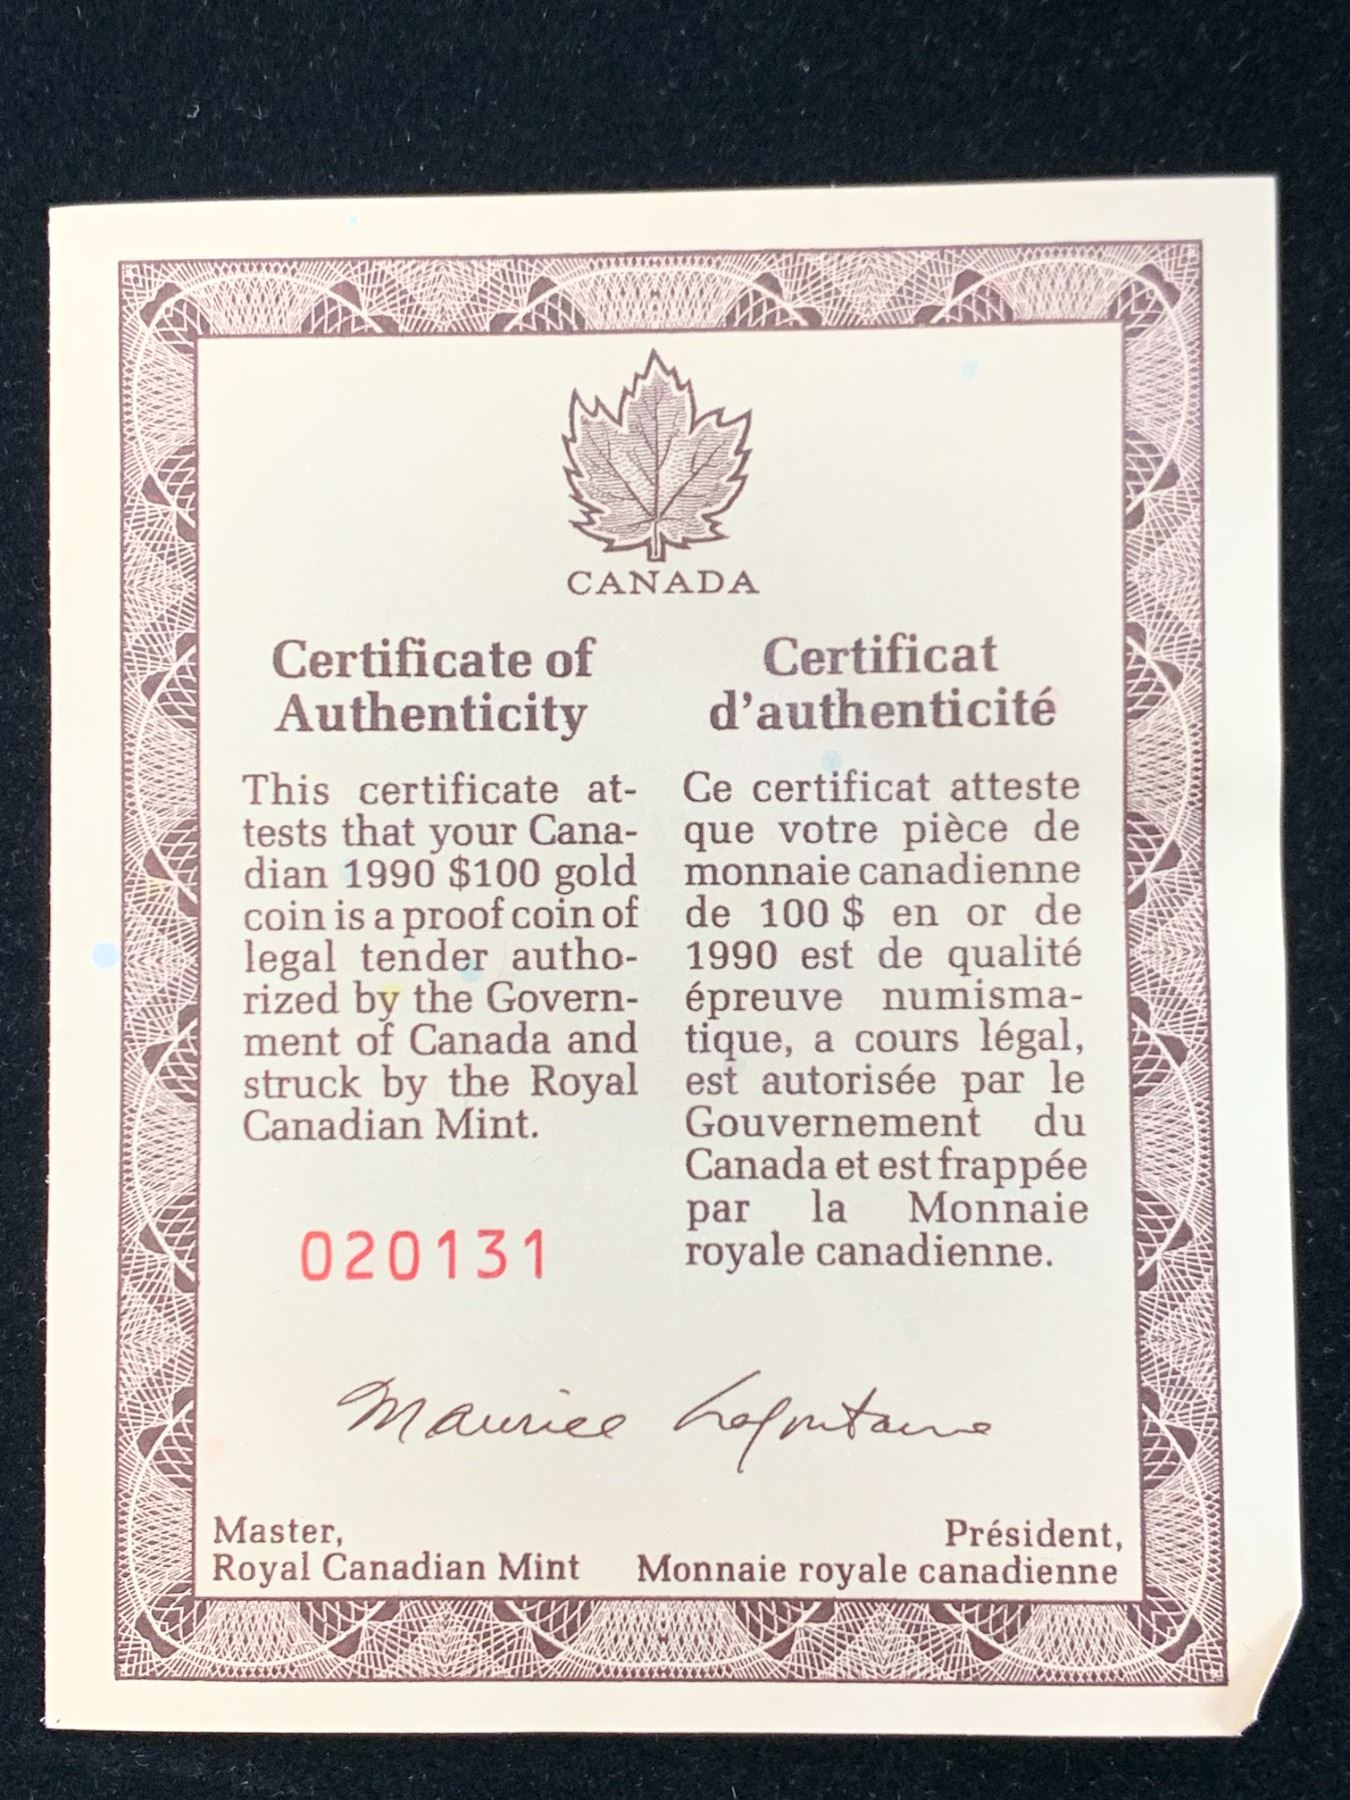 CANADA
Certificate of
Authenticity
This certificate at-
tests that your Cana-
dian 1990 $100 gold
coin is a proof coin of
legal tender autho-
rized by the Govern-
ment of Canada and
struck by the Royal
Canadian Mint.
020131
Certificat
d'authenticité
Ce certificat atteste
que votre pièce de
monnaie canadienne
de 100 $ en or de
1990 est de qualité
épreuve numisma-
tique, a cours légal,
est autorisée par le
Gouvernement du
Canada et est frappée
par la Monnaie
royale canadienne.
Maurice Lafontaine
Master,
Royal Canadian Mint
Président,
Monnaie royale canadienne